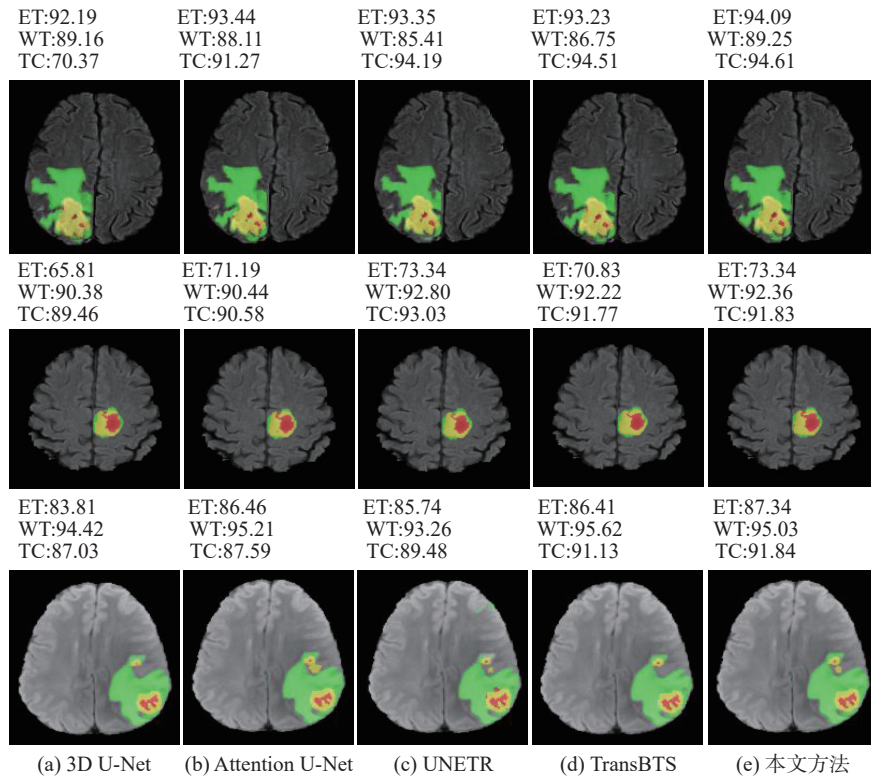 ET:92.19 ET:93.44 ET:93.35 ET:93.23 ET:94.09
WT:89.16 WT:88.11 WT:85.41 WT:86.75 WT:89.25
TC:70.37 TC:91.27 TC:94.19 TC:94.51 TC:94.61
ET:65.81 ET:71.19 ET:73.34 ET:70.83 ET:73.34
WT:90.38 WT:90.44 WT:92.80 WT:92.22 WT:92.36
TC:89.46 TC:90.58 TC:93.03 TC:91.77 TC:91.83
ET:83.81 ET:86.46 ET:85.74 ET:86.41 ET:87.34
WT:94.42 WT:95.21 WT:93.26 WT:95.62 WT:95.03
TC:87.03 TC:87.59 TC:89.48 TC:91.13 TC:91.84
(a) 3D U-Net (b) Attention U-Net (c) UNETR (d) TransBTS (e) 本文方法